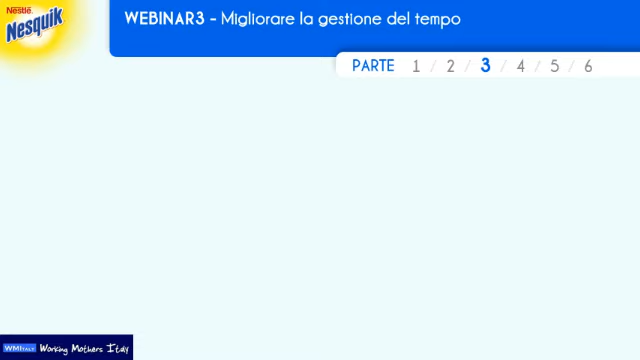 Nestlé
Nesquik
WEBINAR3 - Migliorare la gestione del tempo
PARTE 1 / 2 / 3 / 4 / 5 / 6
WMITALY Working Mothers Italy